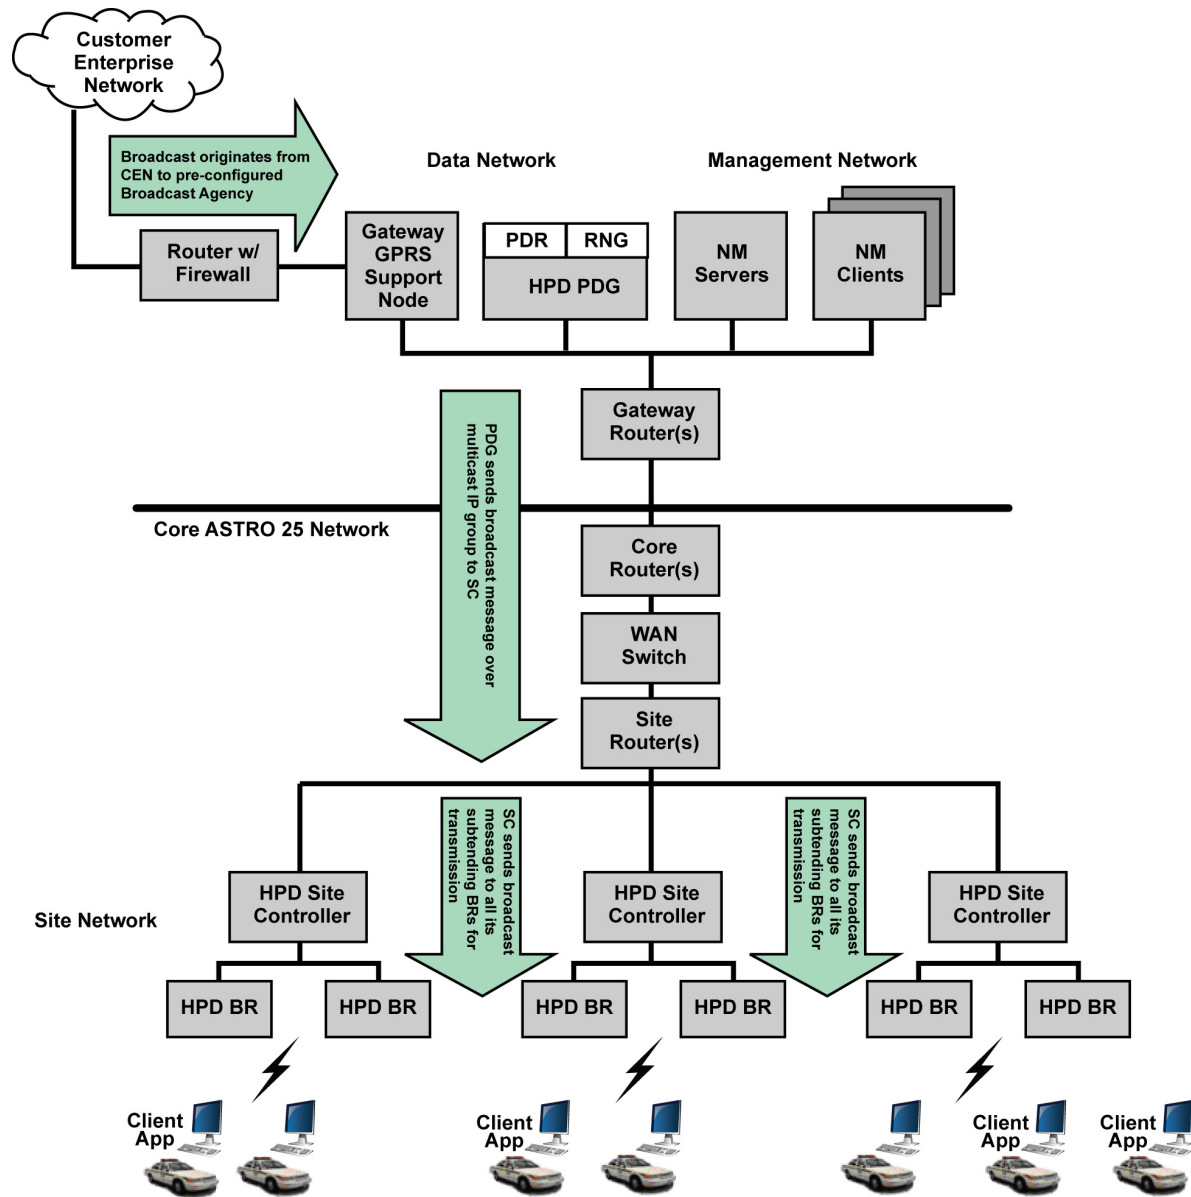 Customer
Enterprise
Network
Broadcast originates from
CEN to pre-configured
Broadcast Agency
Data Network
Management Network
Router w/
Firewall
Gateway
GPRS
Support
Node
PDR
RNG
HPD PDG
NM
Servers
NM
Clients
Gateway
Router(s)
PDG sends broadcast message over
multicast IP group to SC
Core ASTRO 25 Network
Core
Router(s)
WAN
Switch
Site
Router(s)
SC sends broadcast
message to all its
subtending BRs for
transmission
SC sends broadcast
message to all its
subtending BRs for
transmission
Site Network
HPD Site
Controller
HPD Site
Controller
HPD Site
Controller
HPD BR
HPD BR
HPD BR
HPD BR
HPD BR
HPD BR
Client
App
Client
App
Client
App
Client
App